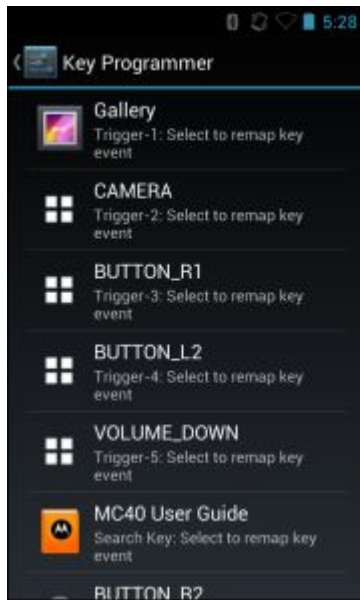 5:28
Key Programmer
Gallery
Trigger-1: Select to remap key
event
CAMERA
Trigger-2: Select to remap key
event
BUTTON_R1
Trigger-3: Select to remap key
event
BUTTON_L2
Trigger-4: Select to remap key
event
VOLUME_DOWN
Trigger-5: Select to remap key
event
MC40 User Guide
Search Key: Select to remap key
event
BUTTON_R2